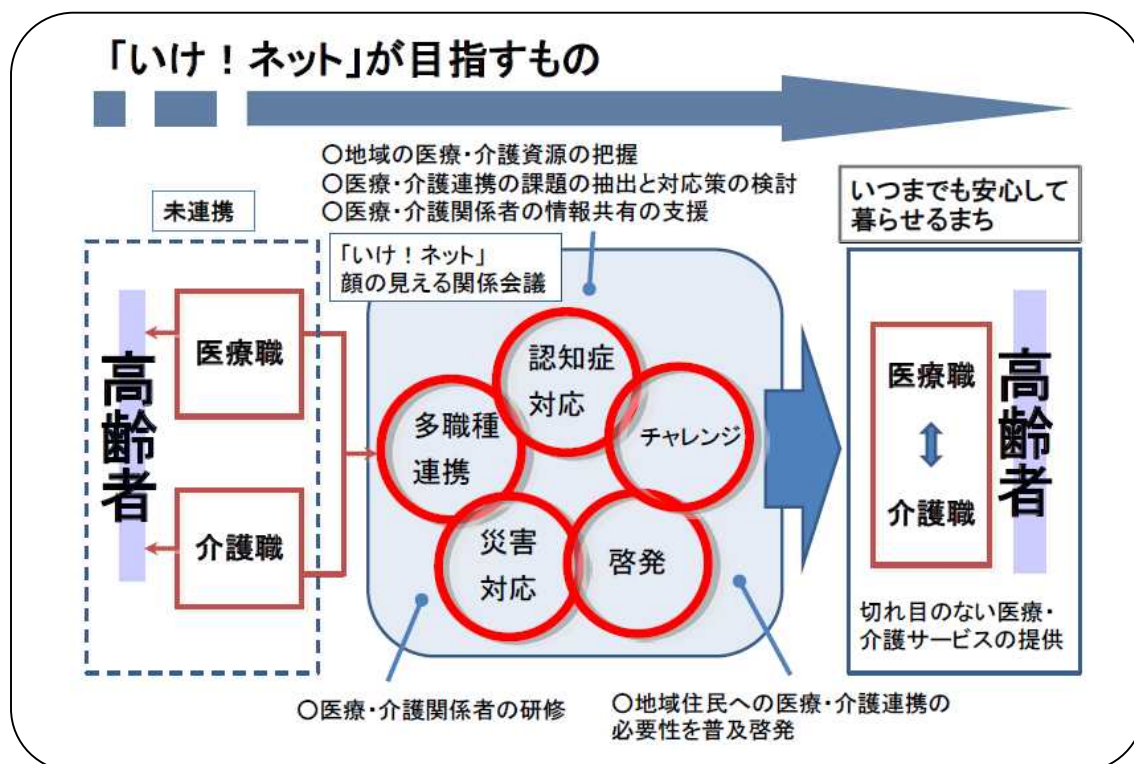 「いけ！ネット」が目指すもの
〇地域の医療・介護資源の把握
〇医療・介護連携の課題の抽出と対応策の検討
〇医療・介護関係者の情報共有の支援
未連携
高齢者
医療職
介護職
「いけ！ネット」
顔の見える関係会議
認知症
対応
多職種
連携
チャレンジ
災害
対応
啓発
〇医療・介護関係者の研修
〇地域住民への医療・介護連携の
必要性を普及啓発
いつまでも安心して
暮らせるまち
医療職
介護職
高齢者
切れ目のない医療・
介護サービスの提供